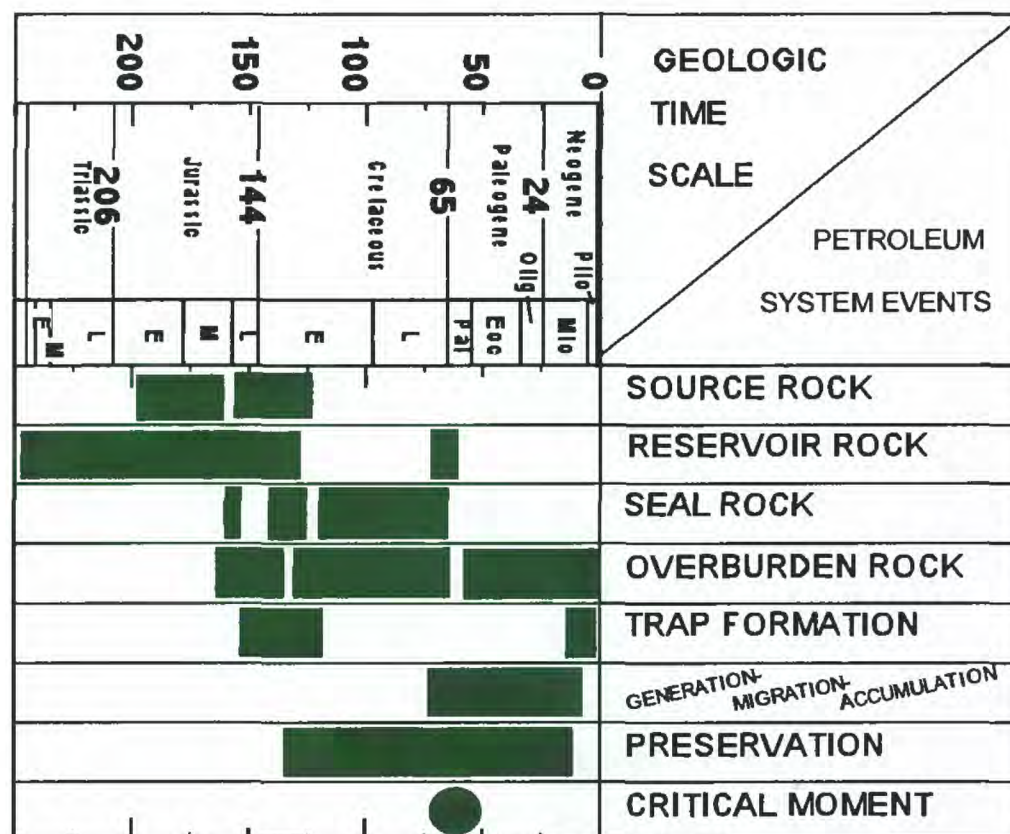 200 150 100 50 0
GEOLOGIC
TIME
SCALE
PETROLEUM
SYSTEM EVENTS
Triassic
206
Jurassic
144
Cretaceous
65
Paleogene
24
Neogene
Olig
Plio
E M L E M L E L Pal Eoc Mio
SOURCE ROCK
RESERVOIR ROCK
SEAL ROCK
OVERBURDEN ROCK
TRAP FORMATION
GENERATION-
MIGRATION-
ACCUMULATION
PRESERVATION
CRITICAL MOMENT